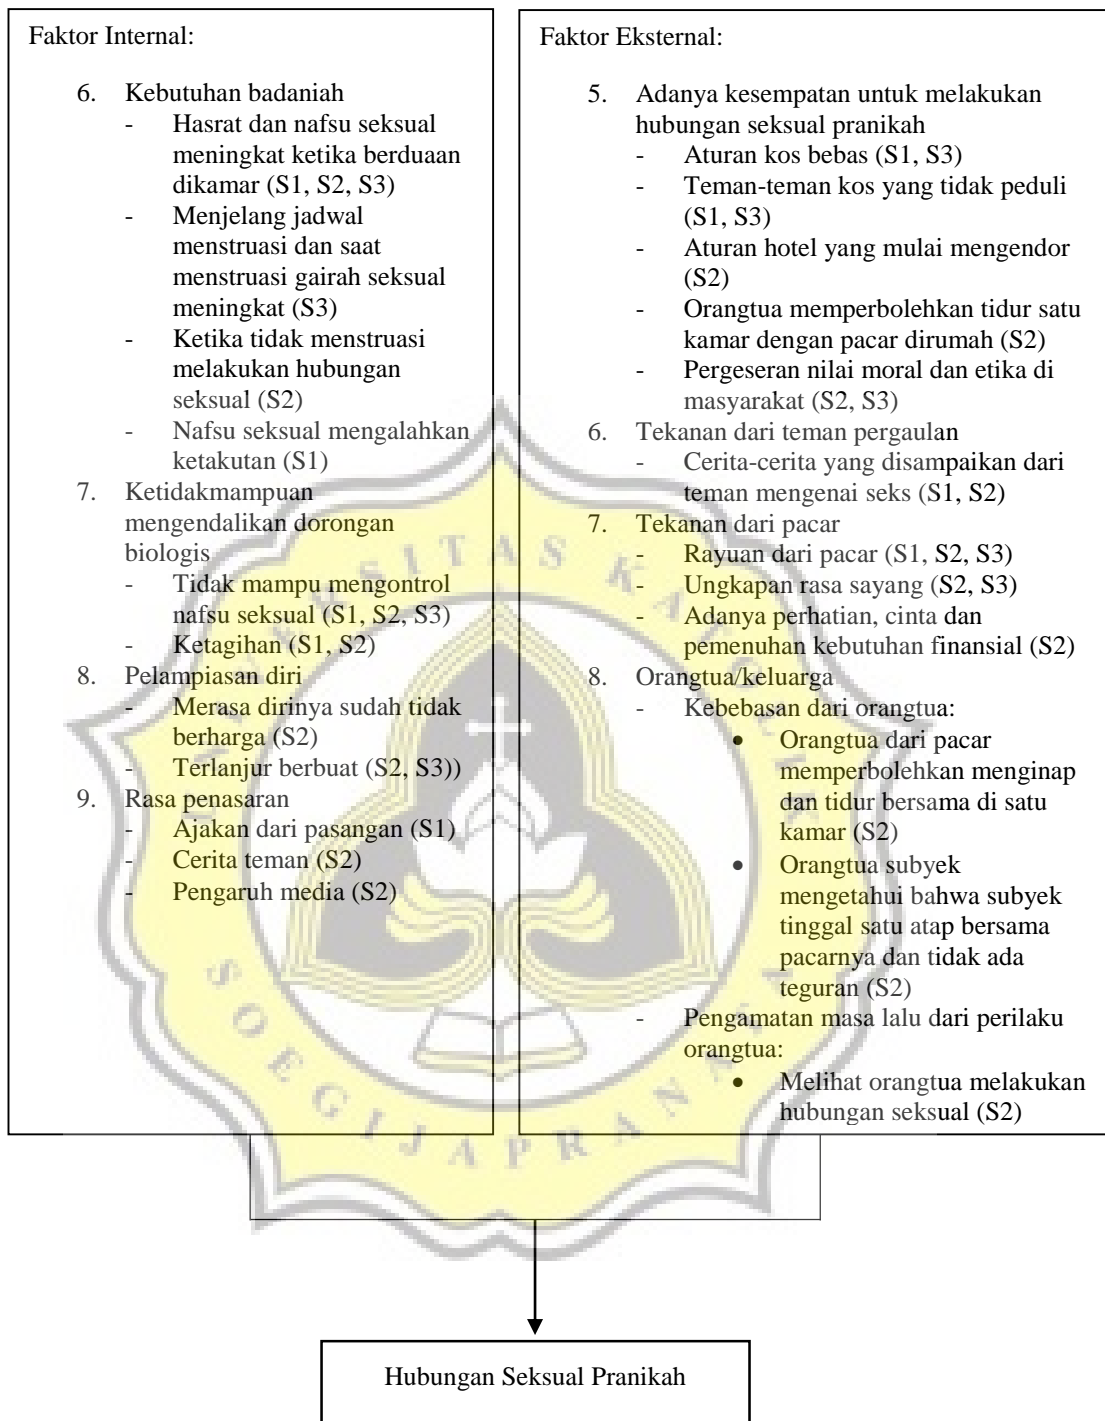 Faktor Internal:
6. Kebutuhan badaniah
- Hasrat dan nafsu seksual
meningkat ketika berduaan
dikamar (S1, S2, S3)
- Menjelang jadwal
menstruasi dan saat
menstruasi gairah seksual
meningkat (S3)
- Ketika tidak menstruasi
melakukan hubungan
seksual (S2)
- Nafsu seksual mengalahkan
ketakutan (S1)
7. Ketidakmampuan
mengendalikan dorongan
biologis
- Tidak mampu mengontrol
nafsu seksual (S1, S2, S3)
- Ketagihan (S1, S2)
8. Pelampiasan diri
- Merasa dirinya sudah tidak
berharga (S2)
- Terlanjur berbuat (S2, S3))
9. Rasa penasaran
- Ajakan dari pasangan (S1)
- Cerita teman (S2)
- Pengaruh media (S2)
Faktor Eksternal:
5. Adanya kesempatan untuk melakukan
hubungan seksual pranikah
- Aturan kos bebas (S1, S3)
- Teman-teman kos yang tidak peduli
(S1, S3)
- Aturan hotel yang mulai mengendor
(S2)
- Orangtua memperbolehkan tidur satu
kamar dengan pacar dirumah (S2)
- Pergeseran nilai moral dan etika di
masyarakat (S2, S3)
6. Tekanan dari teman pergaulan
- Cerita-cerita yang disampaikan dari
teman mengenai seks (S1, S2)
7. Tekanan dari pacar
- Rayuan dari pacar (S1, S2, S3)
- Ungkapan rasa sayang (S2, S3)
- Adanya perhatian, cinta dan
pemenuhan kebutuhan finansial (S2)
8. Orangtua/keluarga
- Kebebasan dari orangtua:
• Orangtua dari pacar
memperbolehkan menginap
dan tidur bersama di satu
kamar (S2)
• Orangtua subyek
mengetahui bahwa subyek
tinggal satu atap bersama
pacarnya dan tidak ada
teguran (S2)
- Pengamatan masa lalu dari perilaku
orangtua:
• Melihat orangtua melakukan
hubungan seksual (S2)
Hubungan Seksual Pranikah
UNIVERSITAS KATOLIK
SOEGIJAPRANATA